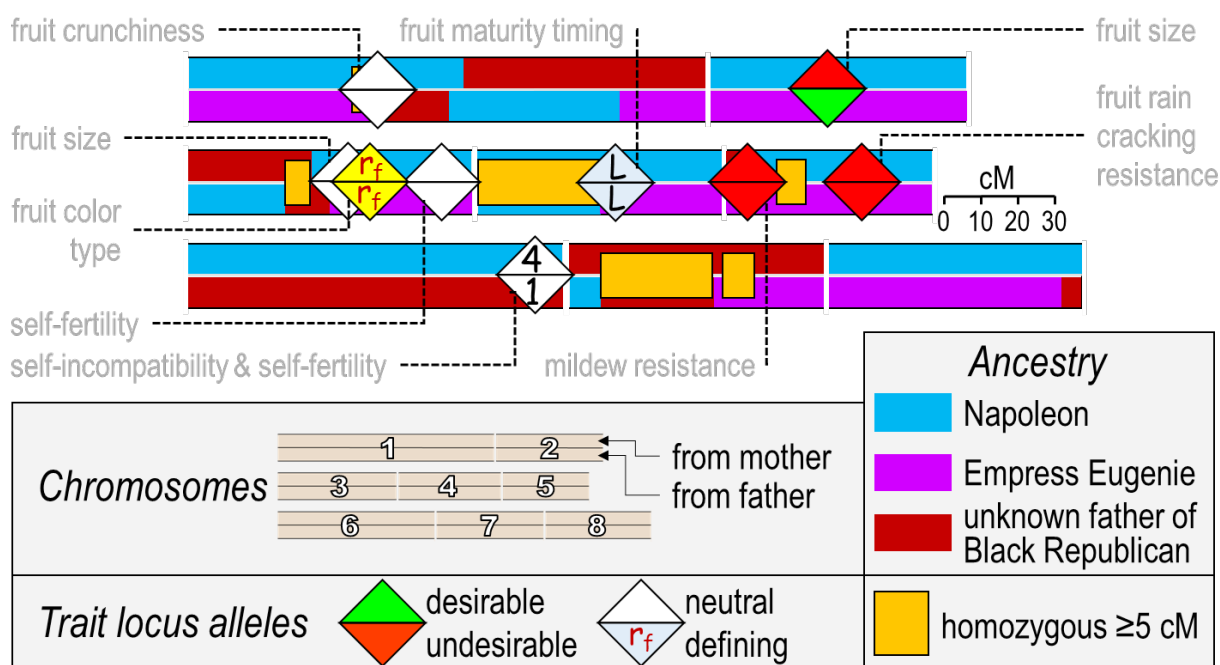 fruit crunchiness
fruit maturity timing
fruit size
fruit rain
cracking
resistance
fruit size
fruit color
type
r_f
r_f
L
L
cM
0 10 20 30
4
1
self-fertility
self-incompatibility & self-fertility
mildew resistance
Ancestry
Napoleon
Empress Eugenie
unknown father of
Black Republican
homozygous ≥5 cM
Chromosomes
1 2
3 4 5
6 7 8
from mother
from father
Trait locus alleles
desirable
undesirable
neutral
defining
r_f